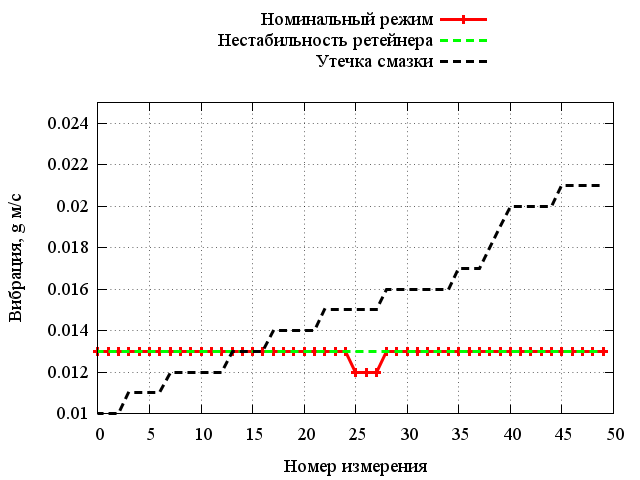 Номинальный режим
Нестабильность ретейнера
Утечка смазки
0.024
0.022
0.02
0.018
0.016
0.014
0.012
0.01
Вибрация, g м/с
0 5 10 15 20 25 30 35 40 45 50
Номер измерения